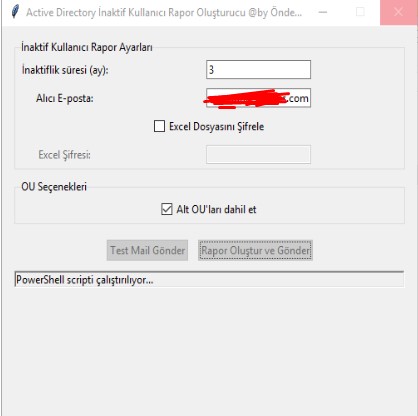 Active Directory İnaktif Kullanıcı Rapor Oluşturucu @by Önde...
İnaktif Kullanıcı Rapor Ayarları
İnaktiflik süresi (ay): 3
Alıcı E-posta: .com
Excel Dosyasını Şifrele
Excel Şifresi:
OU Seçenekleri
Alt OU'ları dahil et
Test Mail Gönder Rapor Oluştur ve Gönder
PowerShell scripti çalıştırılıyor...